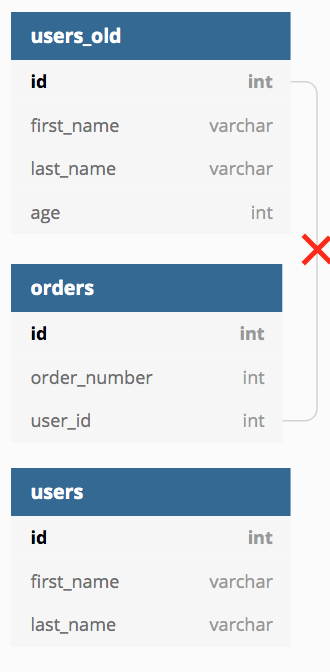 users_old
id int
first_name varchar
last_name varchar
age int
orders
id int
order_number int
user_id int
users
id int
first_name varchar
last_name varchar